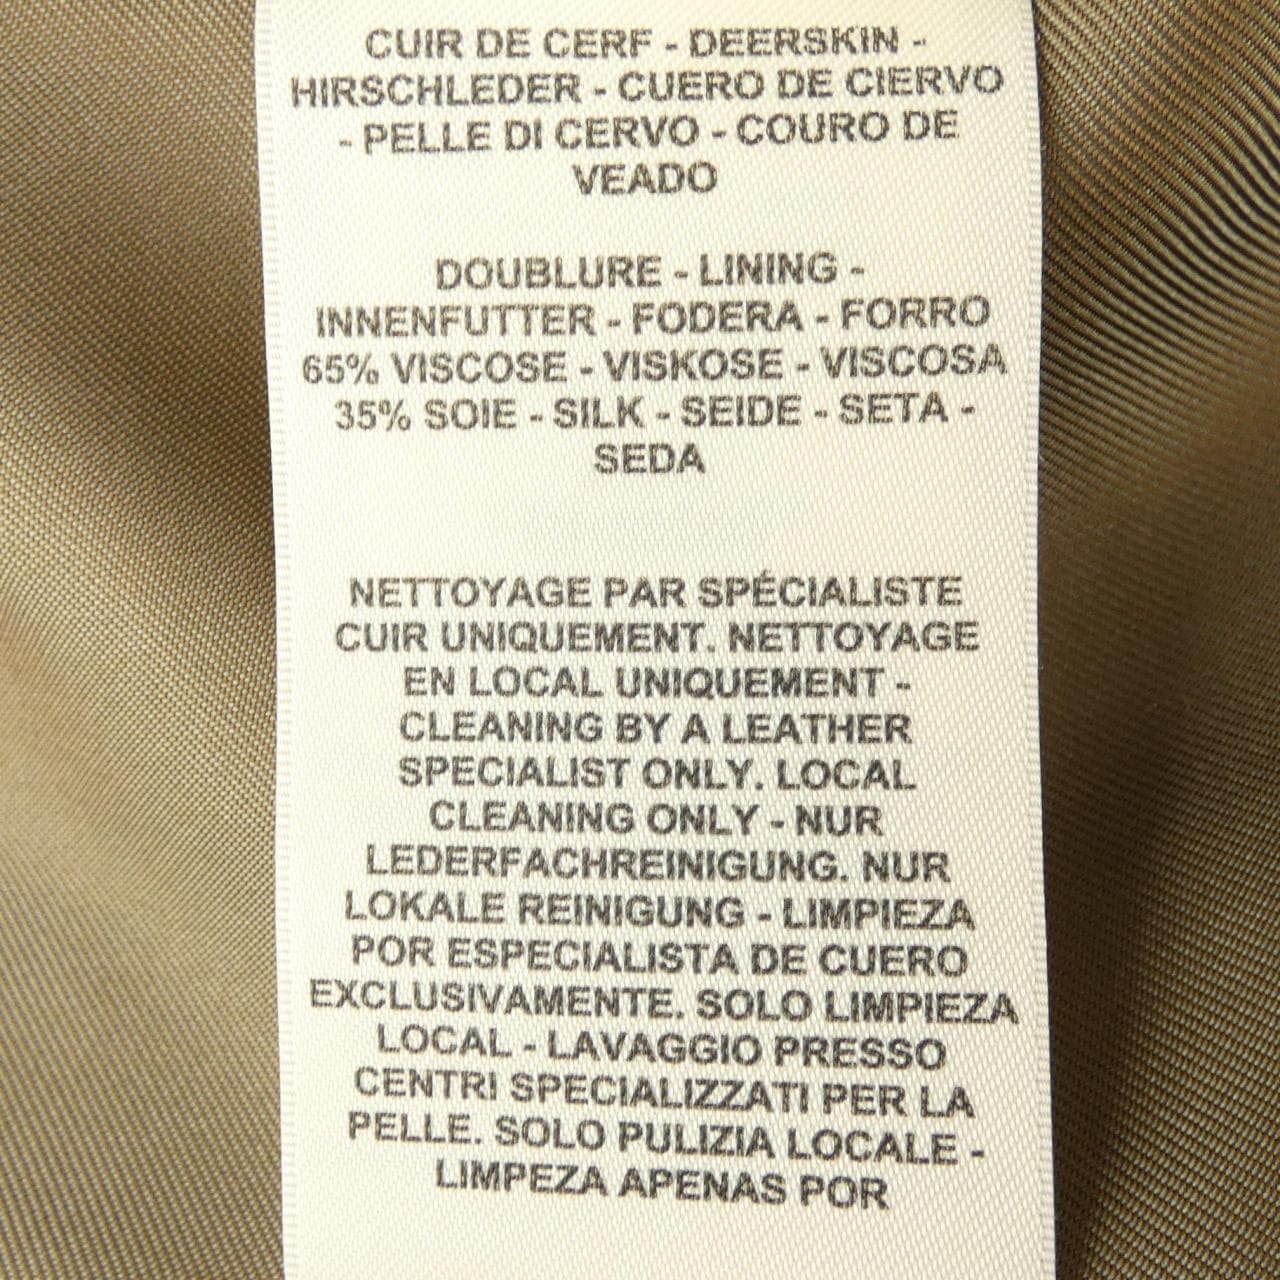 CUIR DE CERF - DEERSKIN -
HIRSCHLEDER - CUERO DE CIERVO
- PELLE DI CERVO - COURO DE
VEADO
DOUBLURE - LINING -
INNENFUTTER - FODERA - FORRO
65% VISCOSE - VISKOSE - VISCOSA
35% SOIE - SILK - SEIDE - SETA -
SEDA
NETTOYAGE PAR SPÉCIALISTE
CUIR UNIQUEMENT. NETTOYAGE
EN LOCAL UNIQUEMENT -
CLEANING BY A LEATHER
SPECIALIST ONLY. LOCAL
CLEANING ONLY - NUR
LEDERFACHREINIGUNG. NUR
LOKALE REINIGUNG - LIMPIEZA
POR ESPECIALISTA DE CUERO
EXCLUSIVAMENTE. SOLO LIMPIEZA
LOCAL - LAVAGGIO PRESSO
CENTRI SPECIALIZZATI PER LA
PELLE. SOLO PULIZIA LOCALE -
LIMPEZA APENAS POR